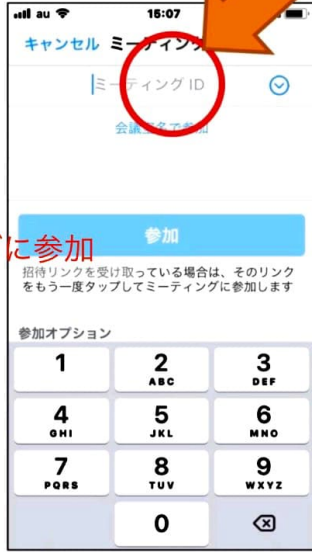 au 15:07
キャンセル ミーティング
ミーティング ID
会議室名で参加
に参加
参加
招待リンクを受け取っている場合は、そのリンク
をもう一度タップしてミーティングに参加します
参加オプション
1 2 3
ABC DEF
4 5 6
GHI JKL MNO
7 8 9
PQRS TUV WXYZ
0